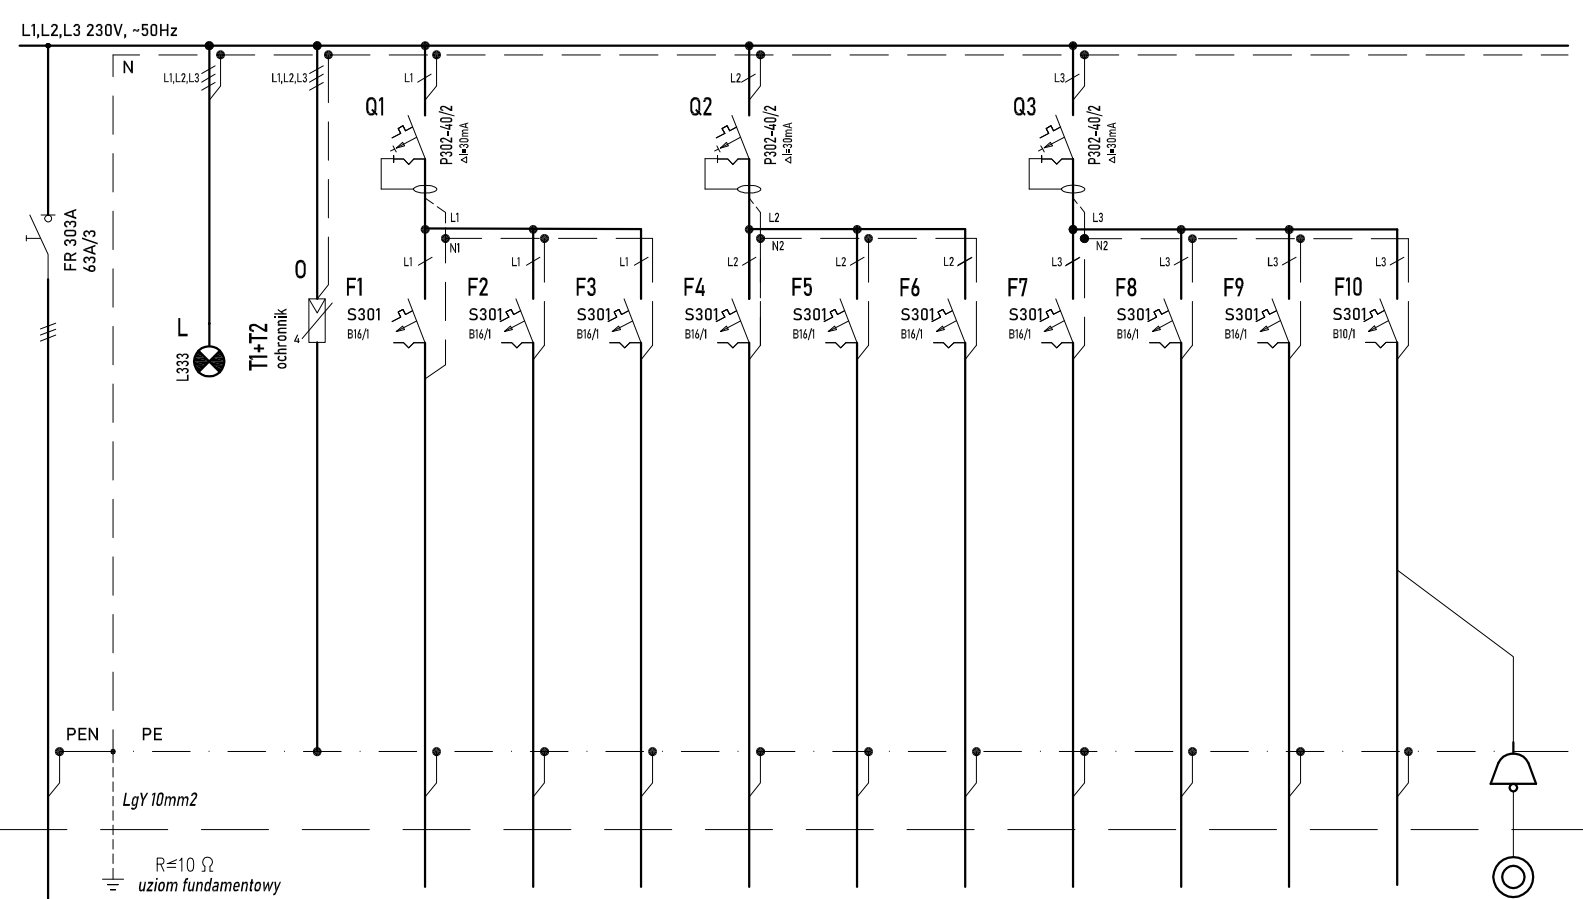 L1,L2,L3 230V, ~50Hz
N
L1,L2,L3
L1,L2,L3
L1
L2
L3
Q1
P302-40/2
ΔI=30mA
Q2
P302-40/2
ΔI=30mA
Q3
P302-40/2
ΔI=30mA
FR 303A
63A/3
L1
N1
L2
N2
L3
N2
L1
L1
L1
L2
L2
L2
L3
L3
L3
L3
O
F1
S301
B16/1
F2
S301
B16/1
F3
S301
B16/1
F4
S301
B16/1
F5
S301
B16/1
F6
S301
B16/1
F7
S301
B16/1
F8
S301
B16/1
F9
S301
B16/1
F10
S301
B10/1
L
L333
T1+T2
ochronnik
4
PEN
PE
LgY 10mm2
R≤10 Ω
uziom fundamentowy